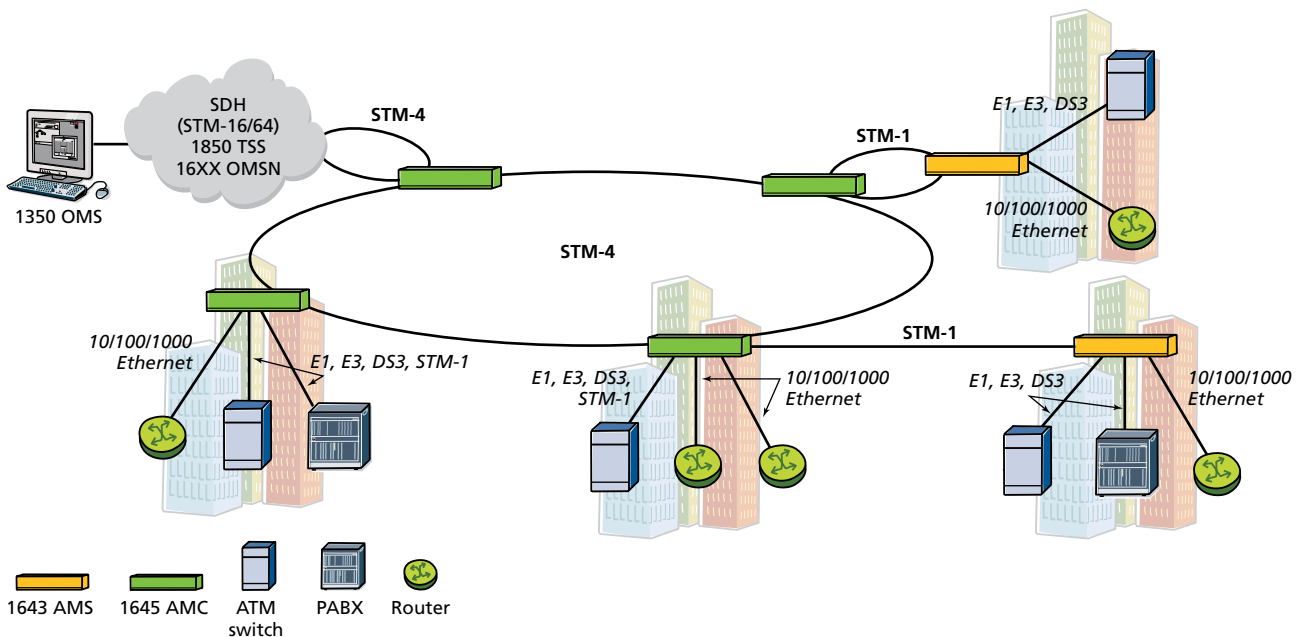 SDH
(STM-16/64)
1850 TSS
16XX OMSN
1350 OMS
STM-4
STM-1
E1, E3, DS3
10/100/1000
Ethernet
STM-4
10/100/1000
Ethernet
E1, E3, DS3, STM-1
E1, E3, DS3,
STM-1
10/100/1000
Ethernet
STM-1
E1, E3, DS3
10/100/1000
Ethernet
1643 AMS
1645 AMC
ATM
switch
PABX
Router